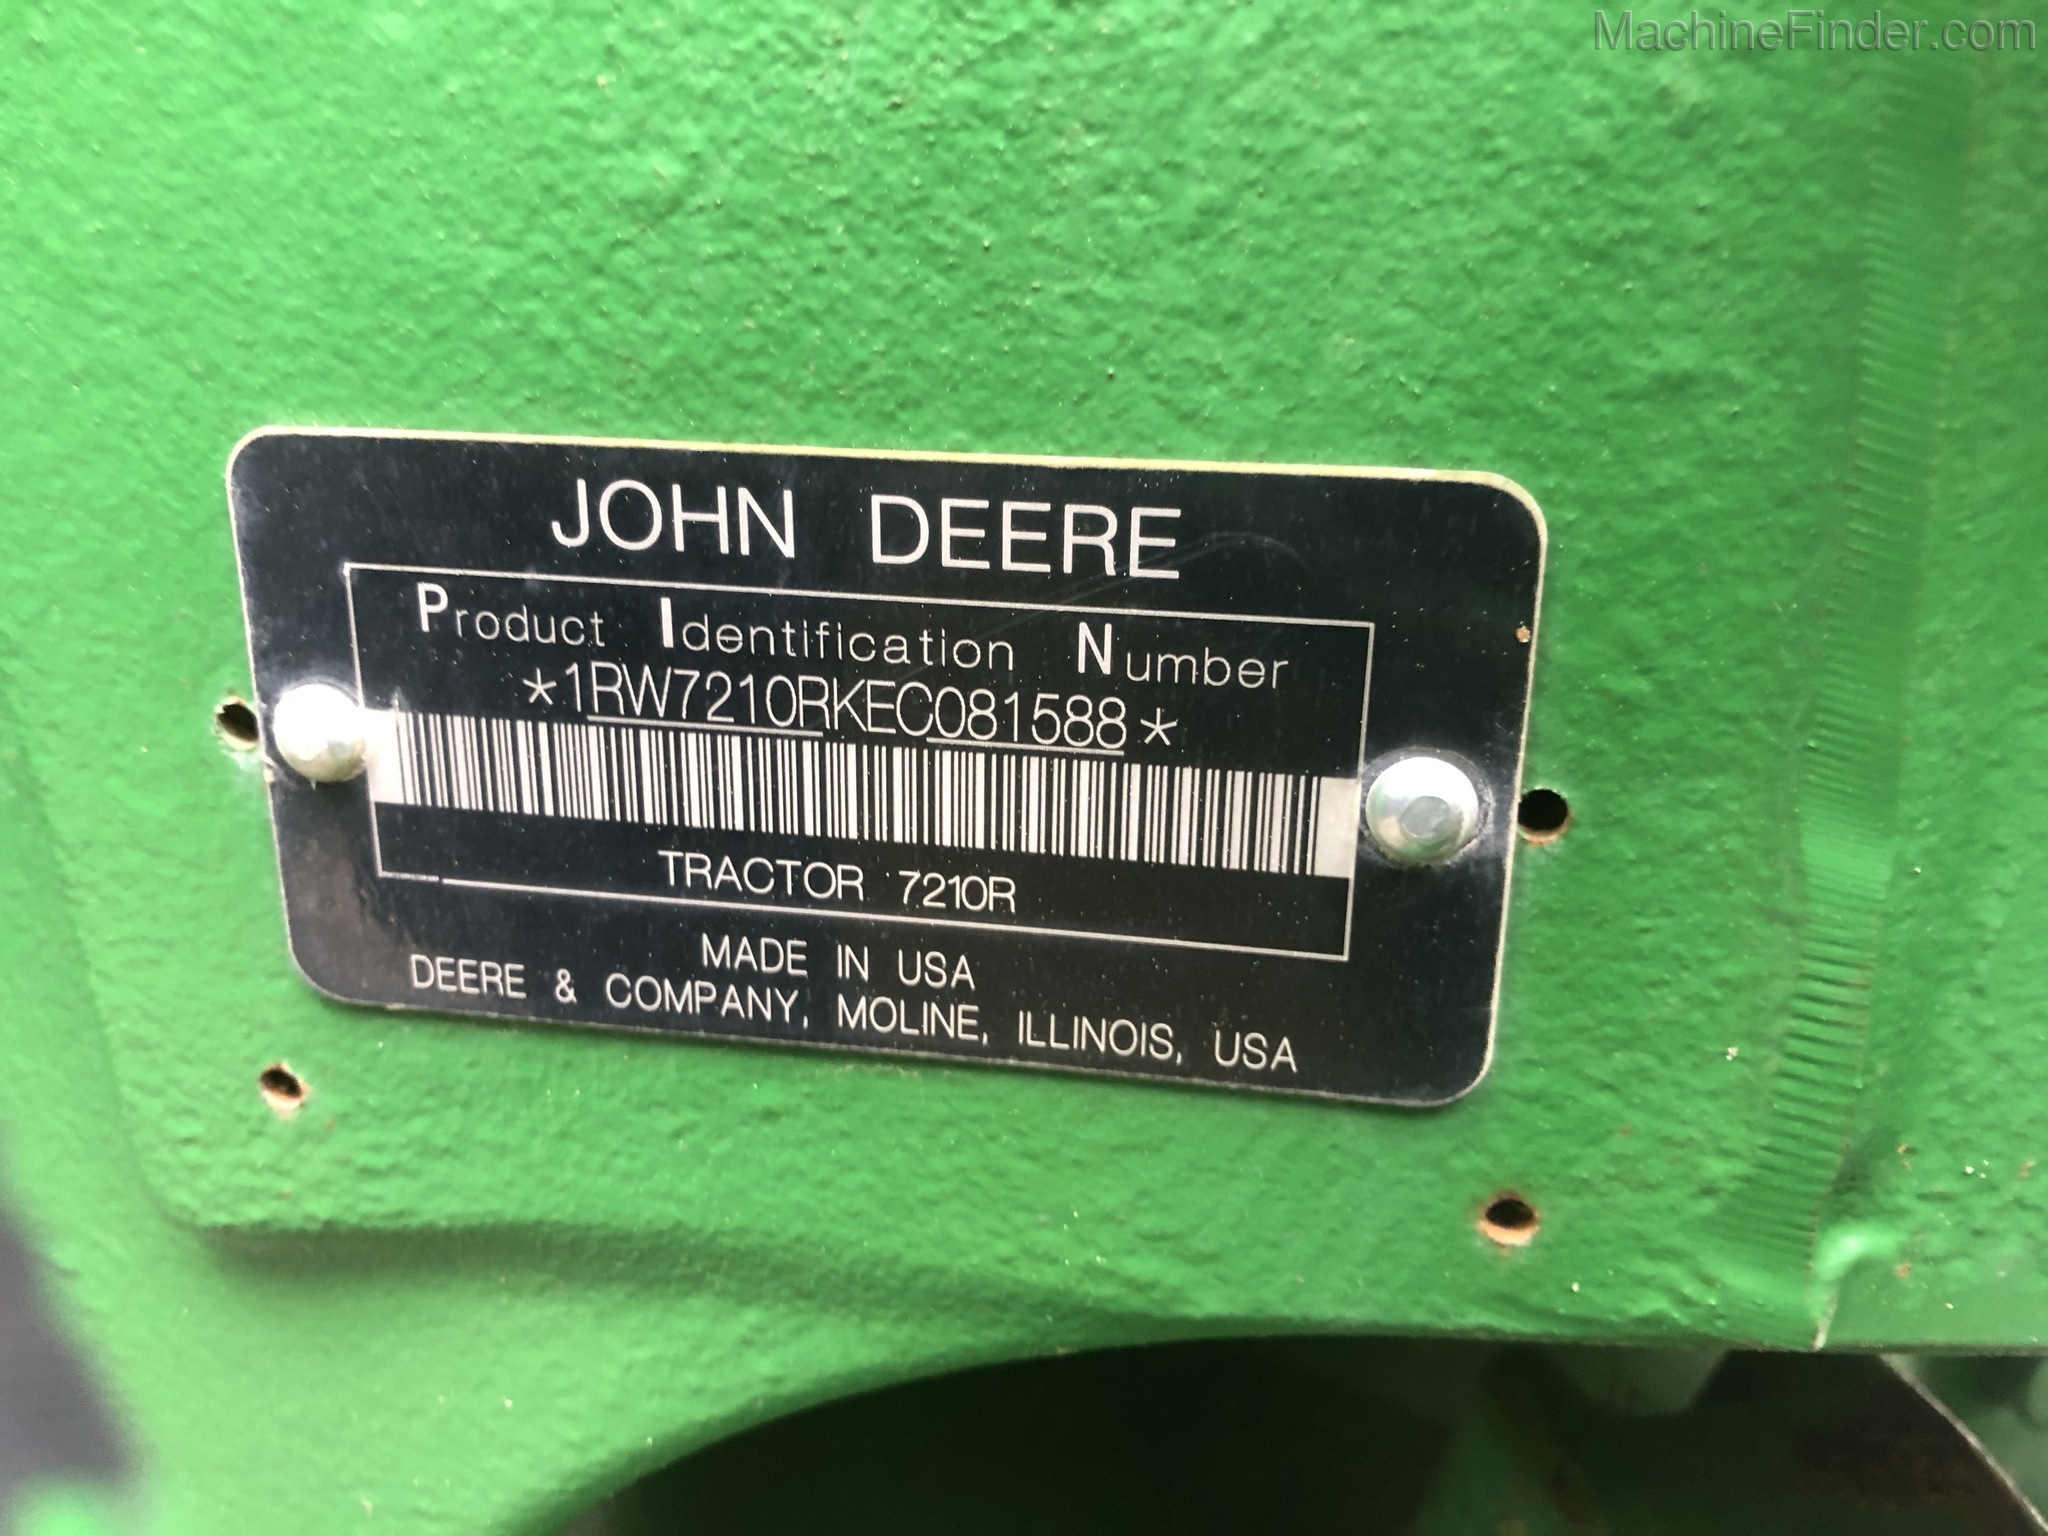 MachineFinder.com
JOHN DEERE
Product Identification Number
*1RW7210RKEC081588*
TRACTOR 7210R
MADE IN USA
DEERE & COMPANY, MOLINE, ILLINOIS, USA